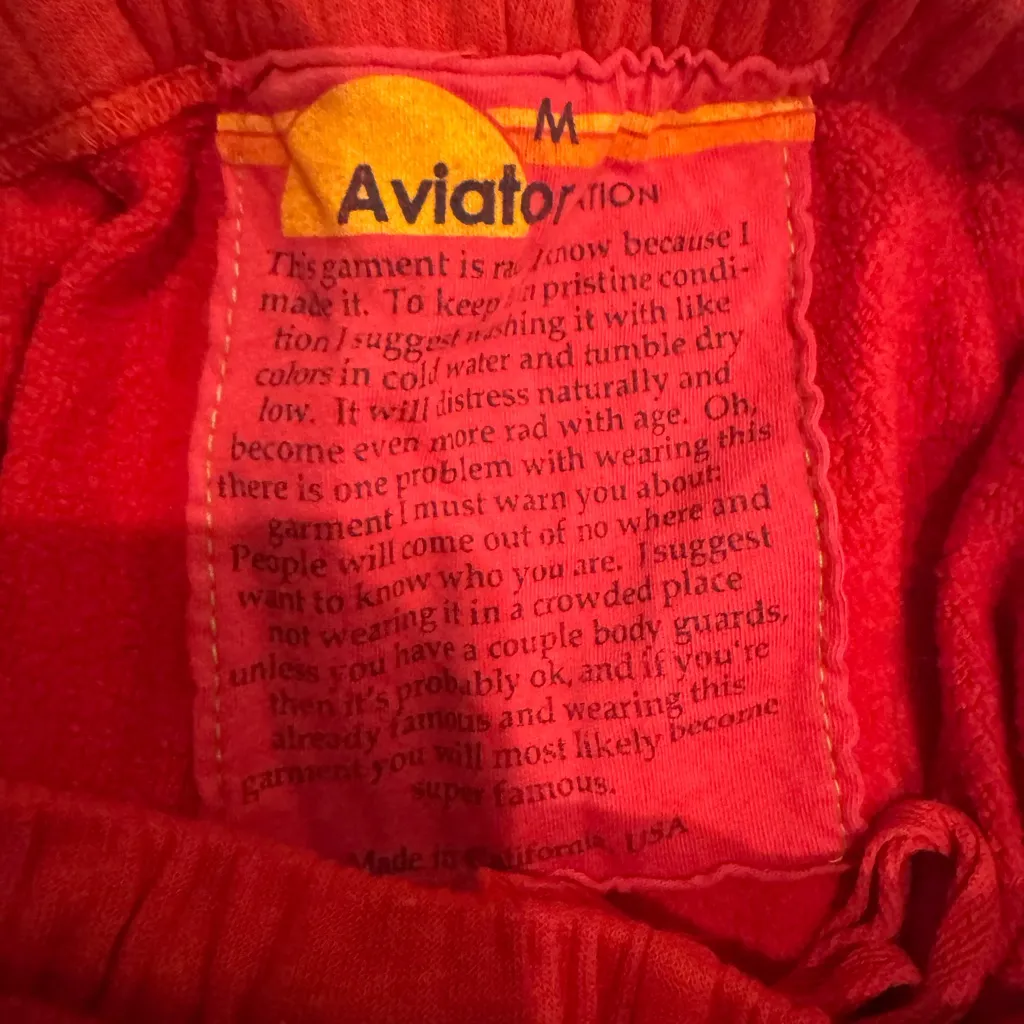 M
Aviator NATION
This garment is rad I know because I
made it. To keep it in pristine condi-
tion I suggest washing it with like
colors in cold water and tumble dry
low. It will distress naturally and
become even more rad with age. Oh,
there is one problem with wearing this
garment I must warn you about:
People will come out of no where and
want to know who you are. I suggest
not wearing it in a crowded place
unless you have a couple body guards,
then it's probably ok, and if you're
already famous and wearing this
garment you will most likely become
super famous.
Made in California, USA